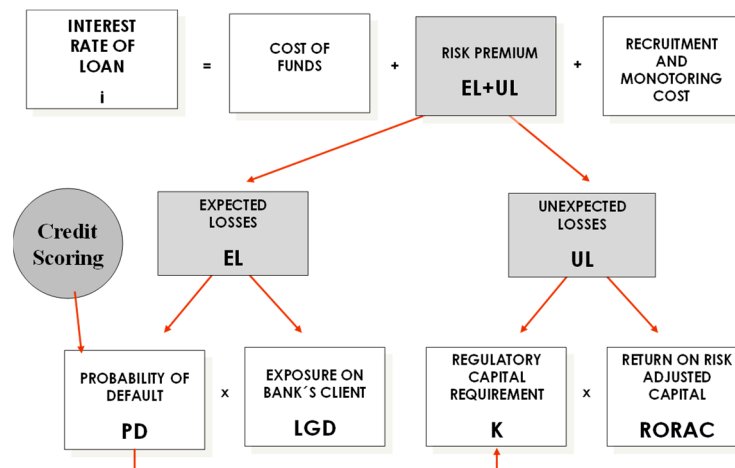 INTEREST
RATE OF
LOAN
i
=
COST OF
FUNDS
+
RISK PREMIUM
EL+UL
+
RECRUITMENT
AND
MONOTORING
COST
Credit
Scoring
EXPECTED
LOSSES
EL
UNEXPECTED
LOSSES
UL
PROBABILITY OF
DEFAULT
PD
x
EXPOSURE ON
BANK´S CLIENT
LGD
REGULATORY
CAPITAL
REQUIREMENT
K
x
RETURN ON RISK
ADJUSTED
CAPITAL
RORAC